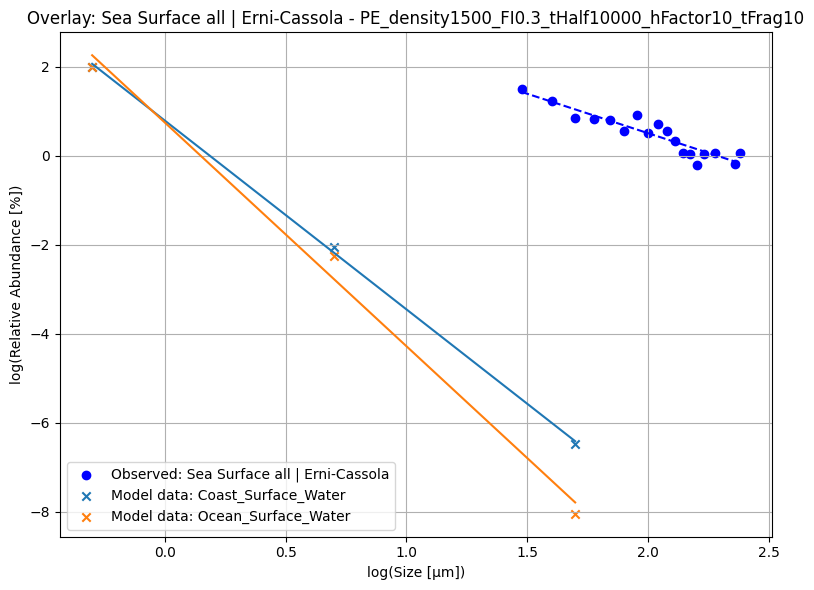 Overlay: Sea Surface all | Erni-Cassola - PE_density1500_FI0.3_tHalf10000_hFactor10_tFrag10
log(Relative Abundance [%])
2
0
−2
−4
−6
−8
Observed: Sea Surface all | Erni-Cassola
Model data: Coast_Surface_Water
Model data: Ocean_Surface_Water
0.0
0.5
1.0
1.5
2.0
2.5
log(Size [μm])